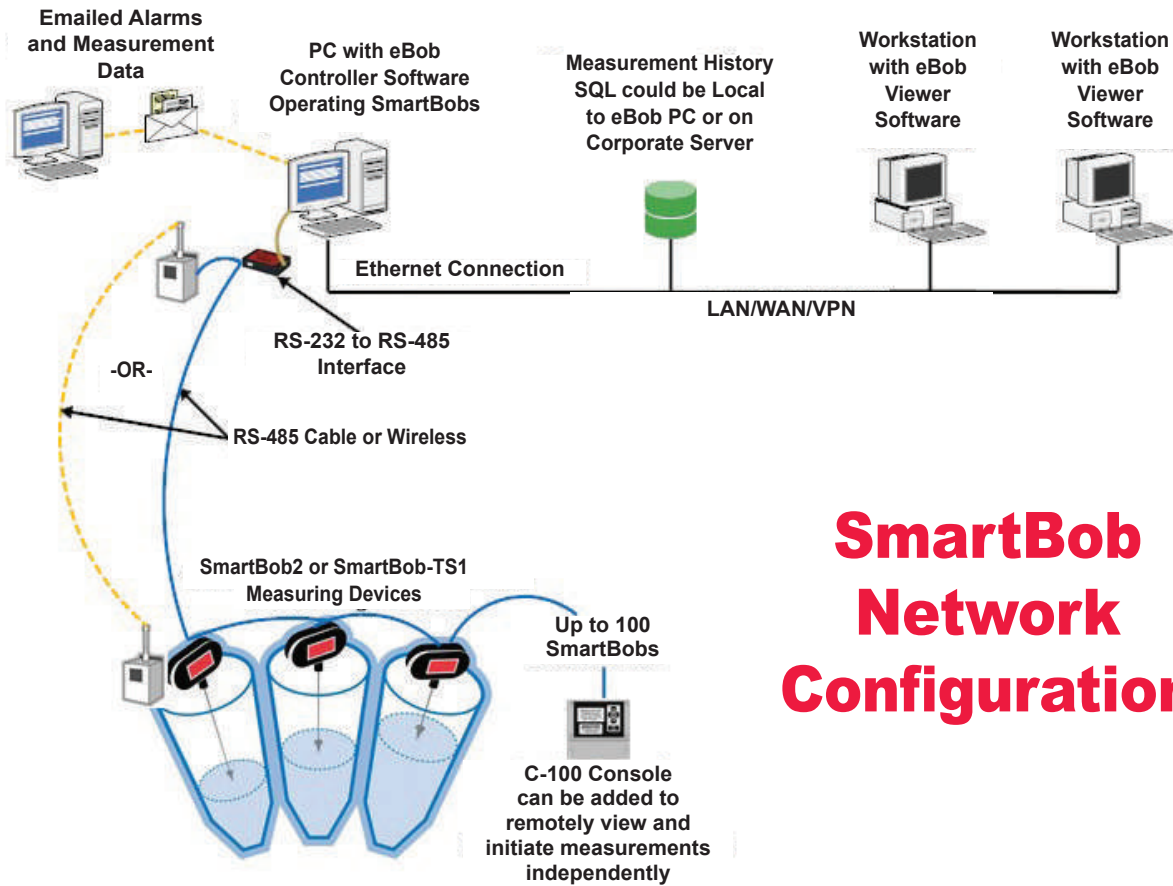 Emailed Alarms
and Measurement
Data
PC with eBob
Controller Software
Operating SmartBobs
Measurement History
SQL could be Local
to eBob PC or on
Corporate Server
Workstation
with eBob
Viewer
Software
Workstation
with eBob
Viewer
Software
Ethernet Connection
LAN/WAN/VPN
RS-232 to RS-485
Interface
-OR-
RS-485 Cable or Wireless
SmartBob2 or SmartBob-TS1
Measuring Devices
Up to 100
SmartBobs
C-100 Console
can be added to
remotely view and
initiate measurements
independently
SmartBob
Network
Configuration